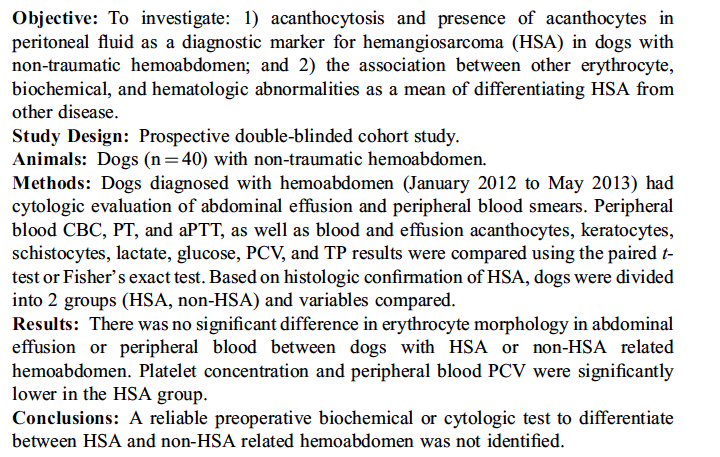 Objective: To investigate: 1) acanthocytosis and presence of acanthocytes in
peritoneal fluid as a diagnostic marker for hemangiosarcoma (HSA) in dogs with
non-traumatic hemoabdomen; and 2) the association between other erythrocyte,
biochemical, and hematologic abnormalities as a mean of differentiating HSA from
other disease.
Study Design: Prospective double-blinded cohort study.
Animals: Dogs (n = 40) with non-traumatic hemoabdomen.
Methods: Dogs diagnosed with hemoabdomen (January 2012 to May 2013) had
cytologic evaluation of abdominal effusion and peripheral blood smears. Peripheral
blood CBC, PT, and aPTT, as well as blood and effusion acanthocytes, keratocytes,
schistocytes, lactate, glucose, PCV, and TP results were compared using the paired t-
test or Fisher's exact test. Based on histologic confirmation of HSA, dogs were divided
into 2 groups (HSA, non-HSA) and variables compared.
Results: There was no significant difference in erythrocyte morphology in abdominal
effusion or peripheral blood between dogs with HSA or non-HSA related
hemoabdomen. Platelet concentration and peripheral blood PCV were significantly
lower in the HSA group.
Conclusions: A reliable preoperative biochemical or cytologic test to differentiate
between HSA and non-HSA related hemoabdomen was not identified.